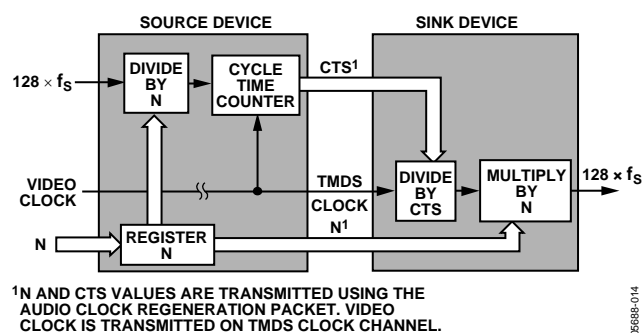 SOURCE DEVICE
SINK DEVICE
128 × fS
DIVIDE
BY
N
CYCLE
TIME
COUNTER
CTS1
VIDEO
CLOCK
TMDS
CLOCK
N1
DIVIDE
BY
CTS
MULTIPLY
BY
N
128 × fS
N
REGISTER
N
1N AND CTS VALUES ARE TRANSMITTED USING THE
AUDIO CLOCK REGENERATION PACKET. VIDEO
CLOCK IS TRANSMITTED ON TMDS CLOCK CHANNEL.